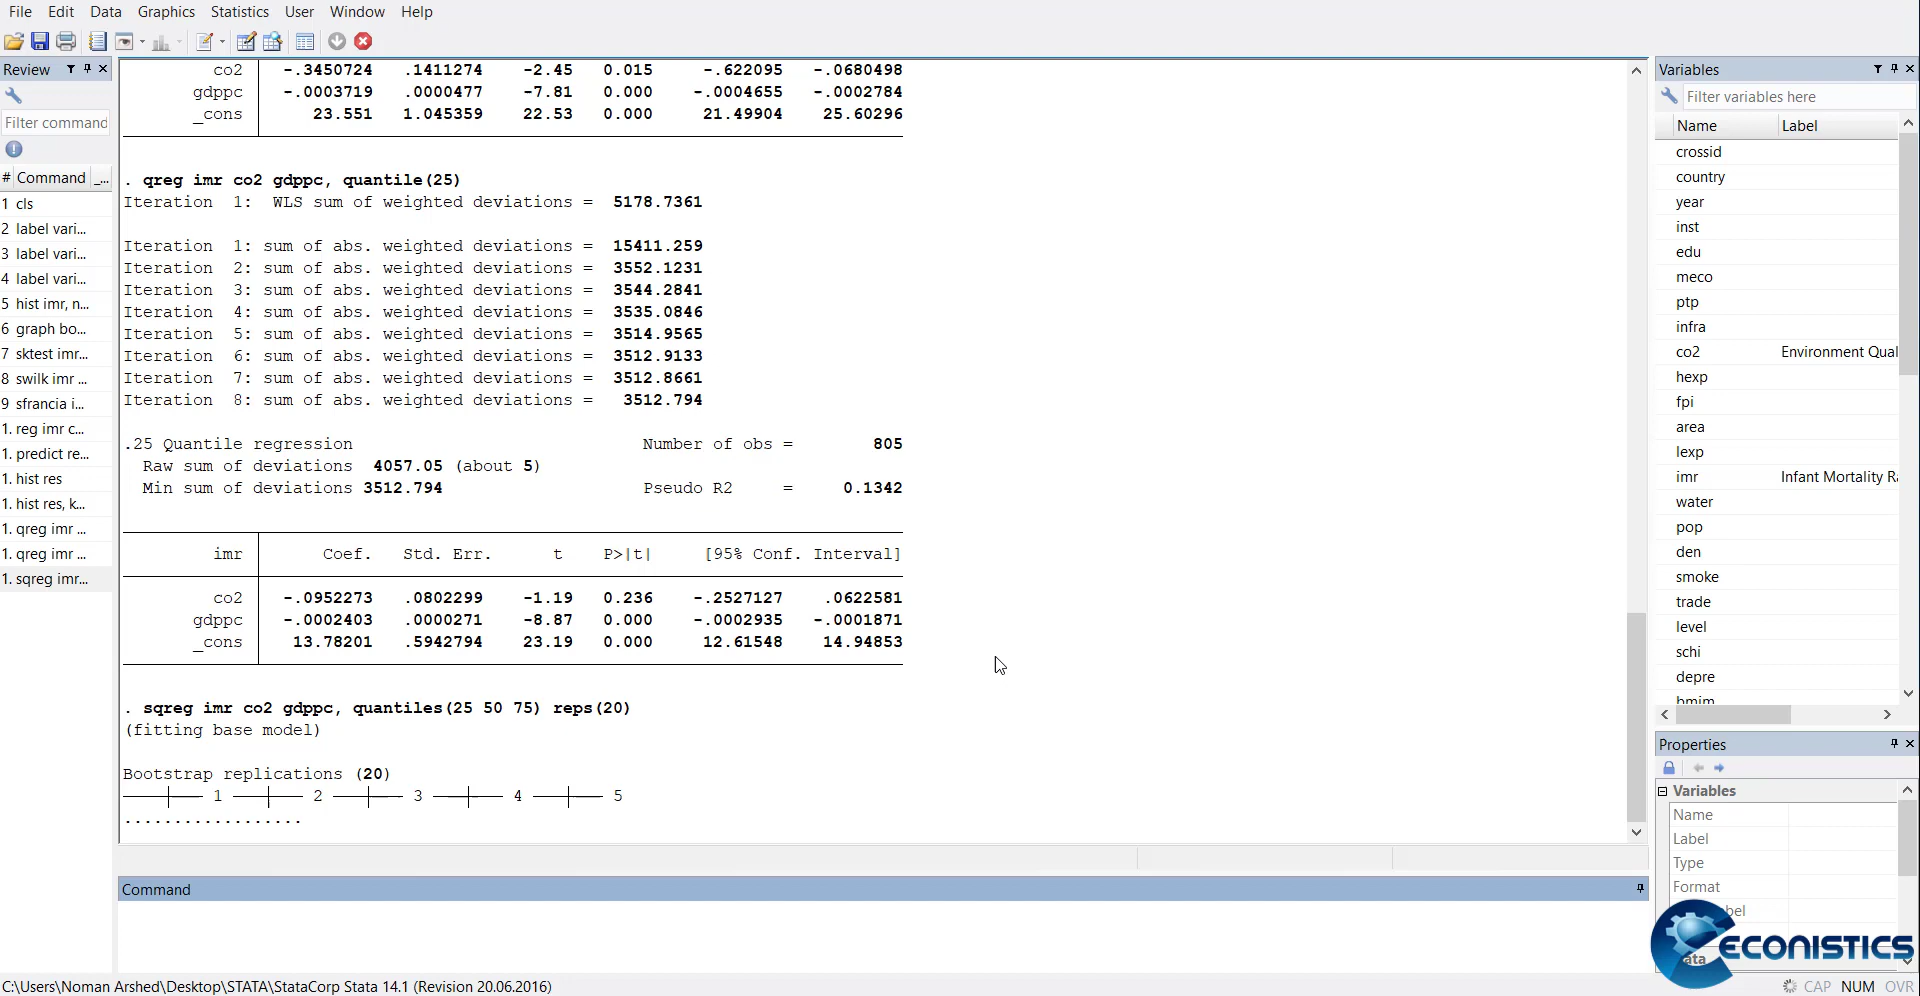 File Edit Data Graphics Statistics User Window Help
Review
Filter command
# Command _...
1 cls
2 label vari...
3 label vari...
4 label vari...
5 hist imr, n...
6 graph bo...
7 sktest imr...
8 swilk imr ...
9 sfrancia i...
1. reg imr c...
1. predict re...
1. hist res
1. hist res, k...
1. qreg imr ...
1. qreg imr ...
1. sqreg imr...
co2 -.3450724 .1411274 -2.45 0.015 -.622095 -.0680498
gdppc -.0003719 .0000477 -7.81 0.000 -.0004655 -.0002784
_cons 23.551 1.045359 22.53 0.000 21.49904 25.60296
. qreg imr co2 gdppc, quantile(25)
Iteration 1: WLS sum of weighted deviations = 5178.7361
Iteration 1: sum of abs. weighted deviations = 15411.259
Iteration 2: sum of abs. weighted deviations = 3552.1231
Iteration 3: sum of abs. weighted deviations = 3544.2841
Iteration 4: sum of abs. weighted deviations = 3535.0846
Iteration 5: sum of abs. weighted deviations = 3514.9565
Iteration 6: sum of abs. weighted deviations = 3512.9133
Iteration 7: sum of abs. weighted deviations = 3512.8661
Iteration 8: sum of abs. weighted deviations = 3512.794
.25 Quantile regression Number of obs = 805
Raw sum of deviations 4057.05 (about 5)
Min sum of deviations 3512.794 Pseudo R2 = 0.1342
imr Coef. Std. Err. t P>|t| [95% Conf. Interval]
co2 -.0952273 .0802299 -1.19 0.236 -.2527127 .0622581
gdppc -.0002403 .0000271 -8.87 0.000 -.0002935 -.0001871
_cons 13.78201 .5942794 23.19 0.000 12.61548 14.94853
. sqreg imr co2 gdppc, quantiles(25 50 75) reps(20)
(fitting base model)
Bootstrap replications (20)
1 2 3 4 5
..................
Command
Variables
Filter variables here
Name Label
crossid
country
year
inst
edu
meco
ptp
infra
co2 Environment Qual
hexp
fpi
area
lexp
imr Infant Mortality Ra
water
pop
den
smoke
trade
level
schi
depre
bmim
Properties
Variables
Name
Label
Type
Format
bel
ata
ECONISTICS
C:\Users\Noman Arshed\Desktop\STATA\StataCorp Stata 14.1 (Revision 20.06.2016)
CAP NUM OVR